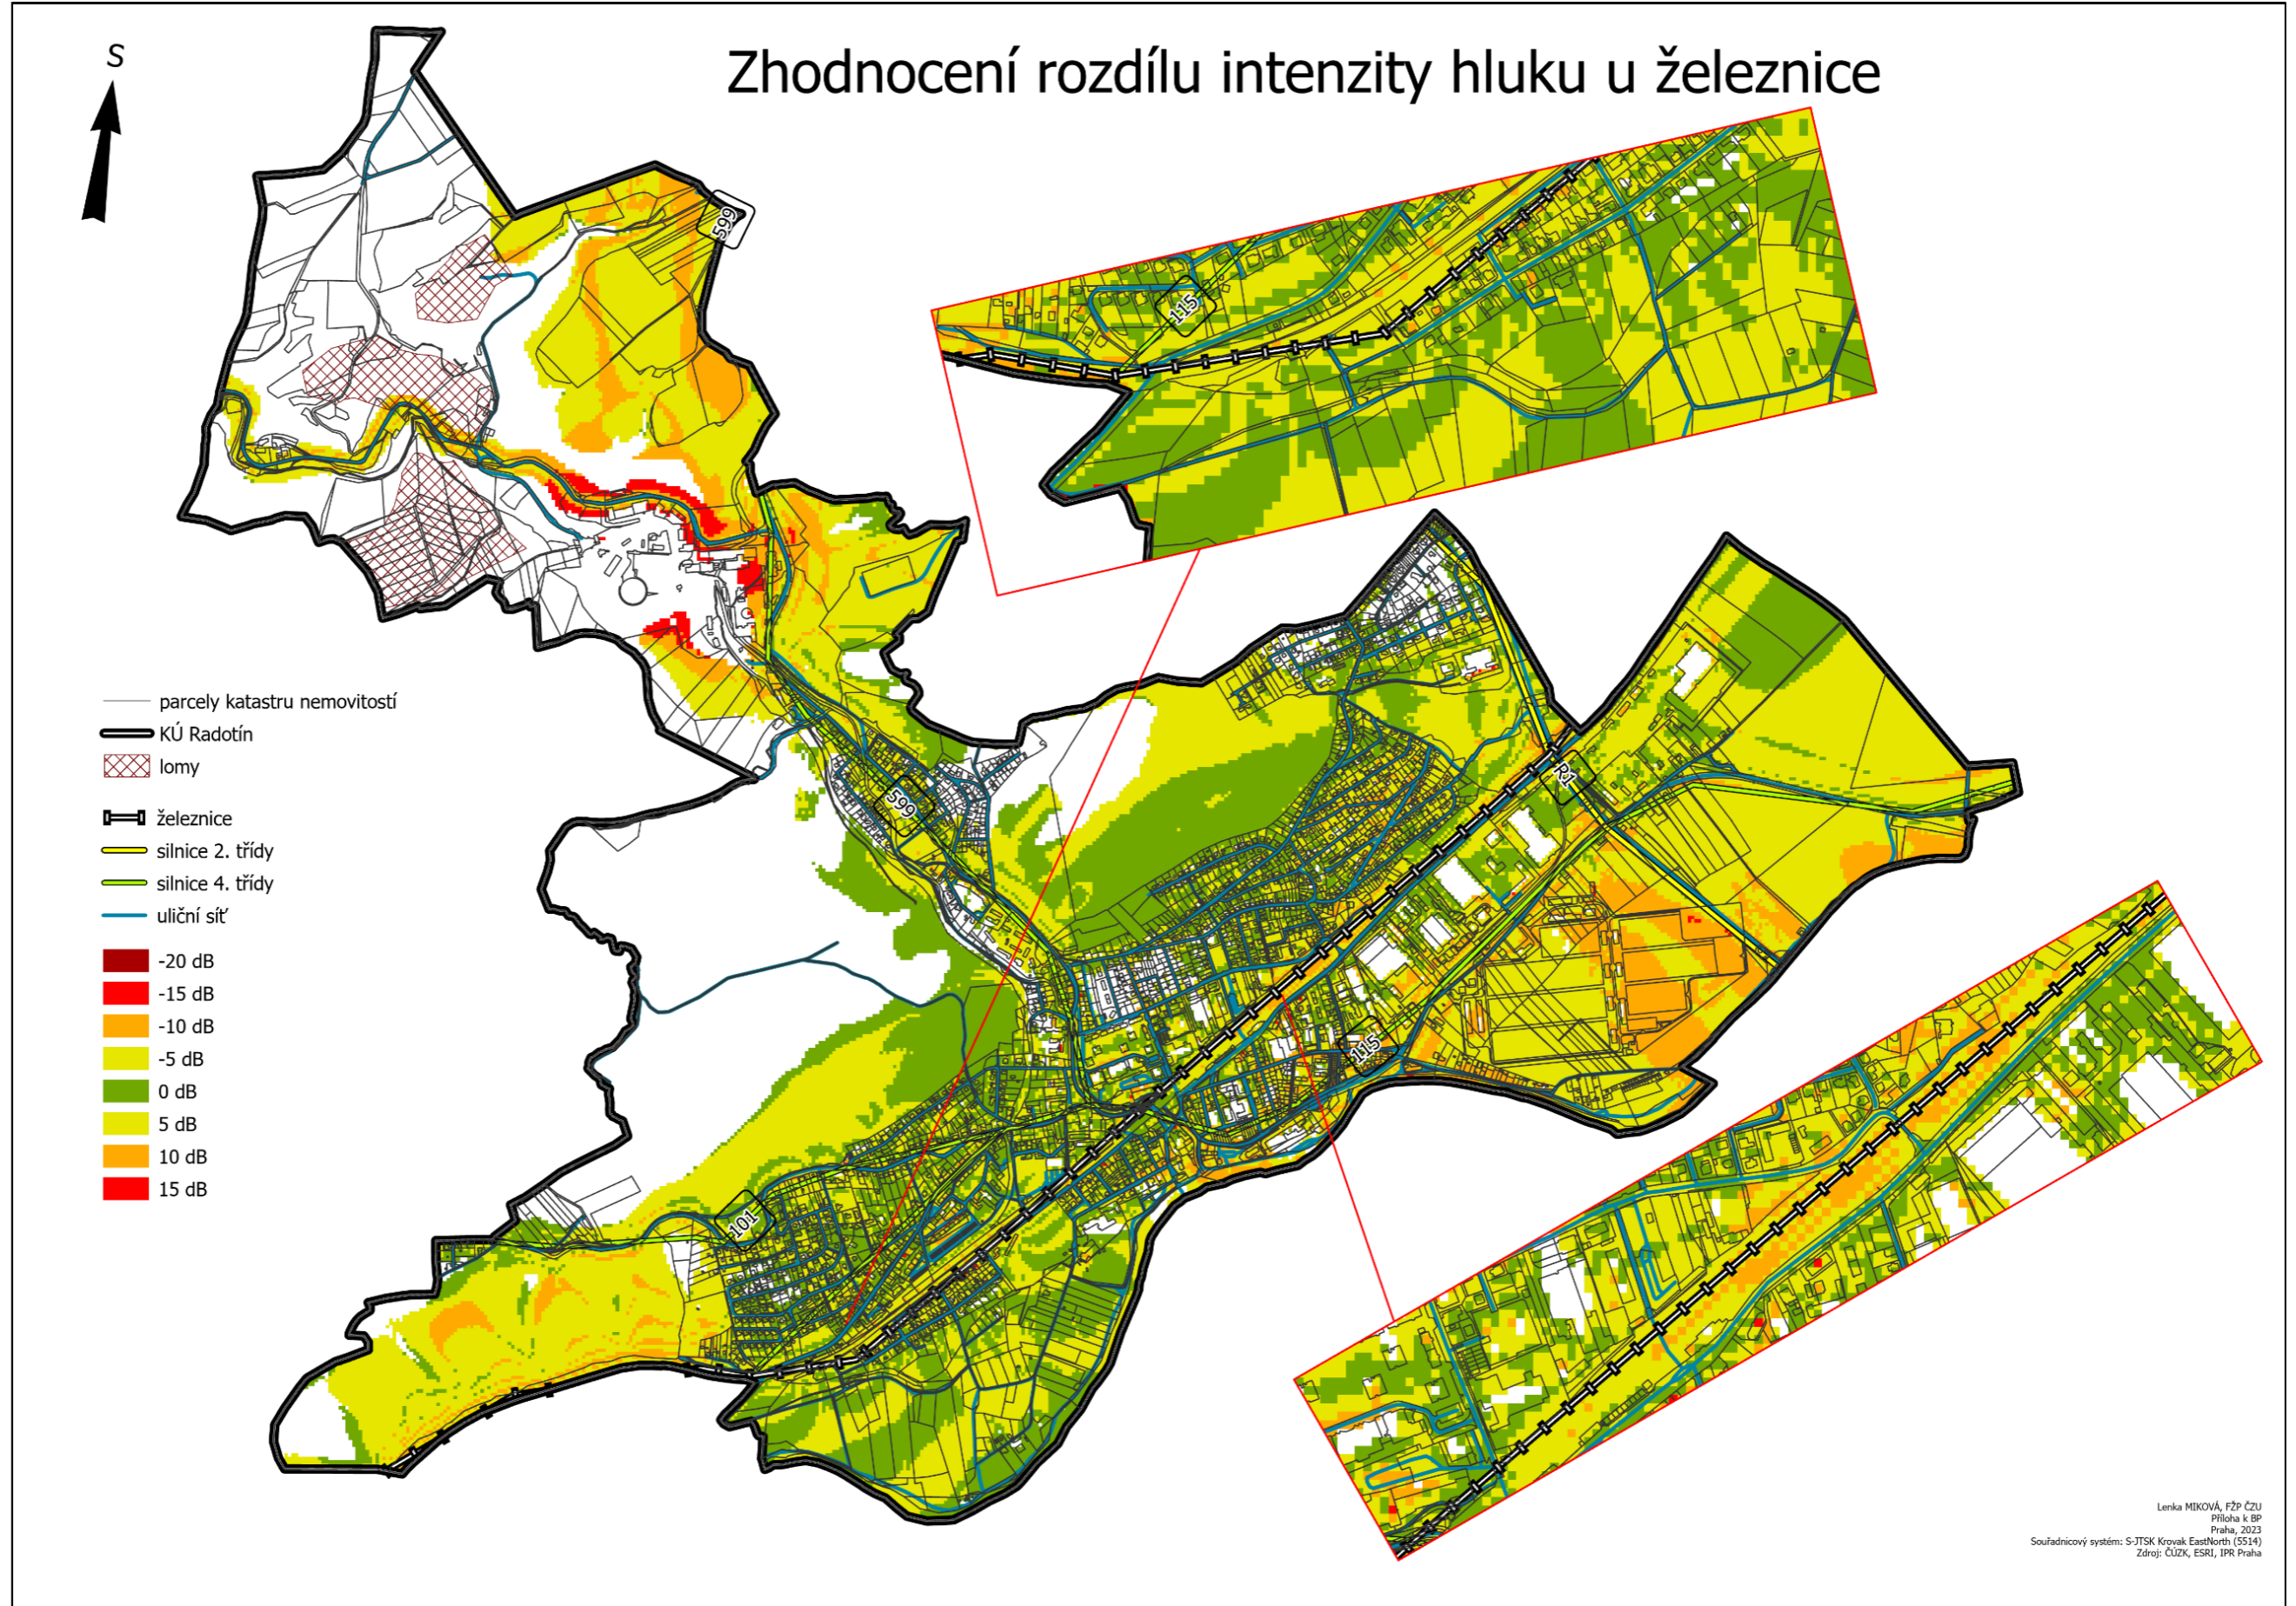 Zhodnocení rozdílu intenzity hluku u železnice
S
599
115
R1
599
115
101
parcely katastru nemovitostí
KÚ Radotín
lomy
železnice
silnice 2. třídy
silnice 4. třídy
uliční síť
-20 dB
-15 dB
-10 dB
-5 dB
0 dB
5 dB
10 dB
15 dB
Lenka MIKOVÁ, FŽP ČZU
Příloha k BP
Praha, 2023
Souřadnicový systém: S-JTSK Krovak EastNorth (5514)
Zdroj: ČÚZK, ESRI, IPR Praha